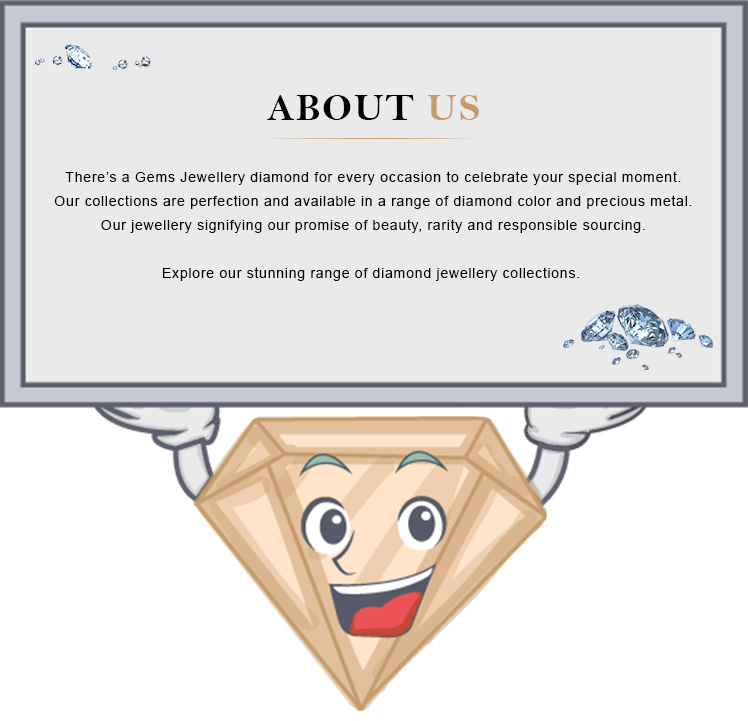 ABOUT US
There's a Gems Jewellery diamond for every occasion to celebrate your special moment.
Our collections are perfection and available in a range of diamond color and precious metal.
Our jewellery signifying our promise of beauty, rarity and responsible sourcing.
Explore our stunning range of diamond jewellery collections.